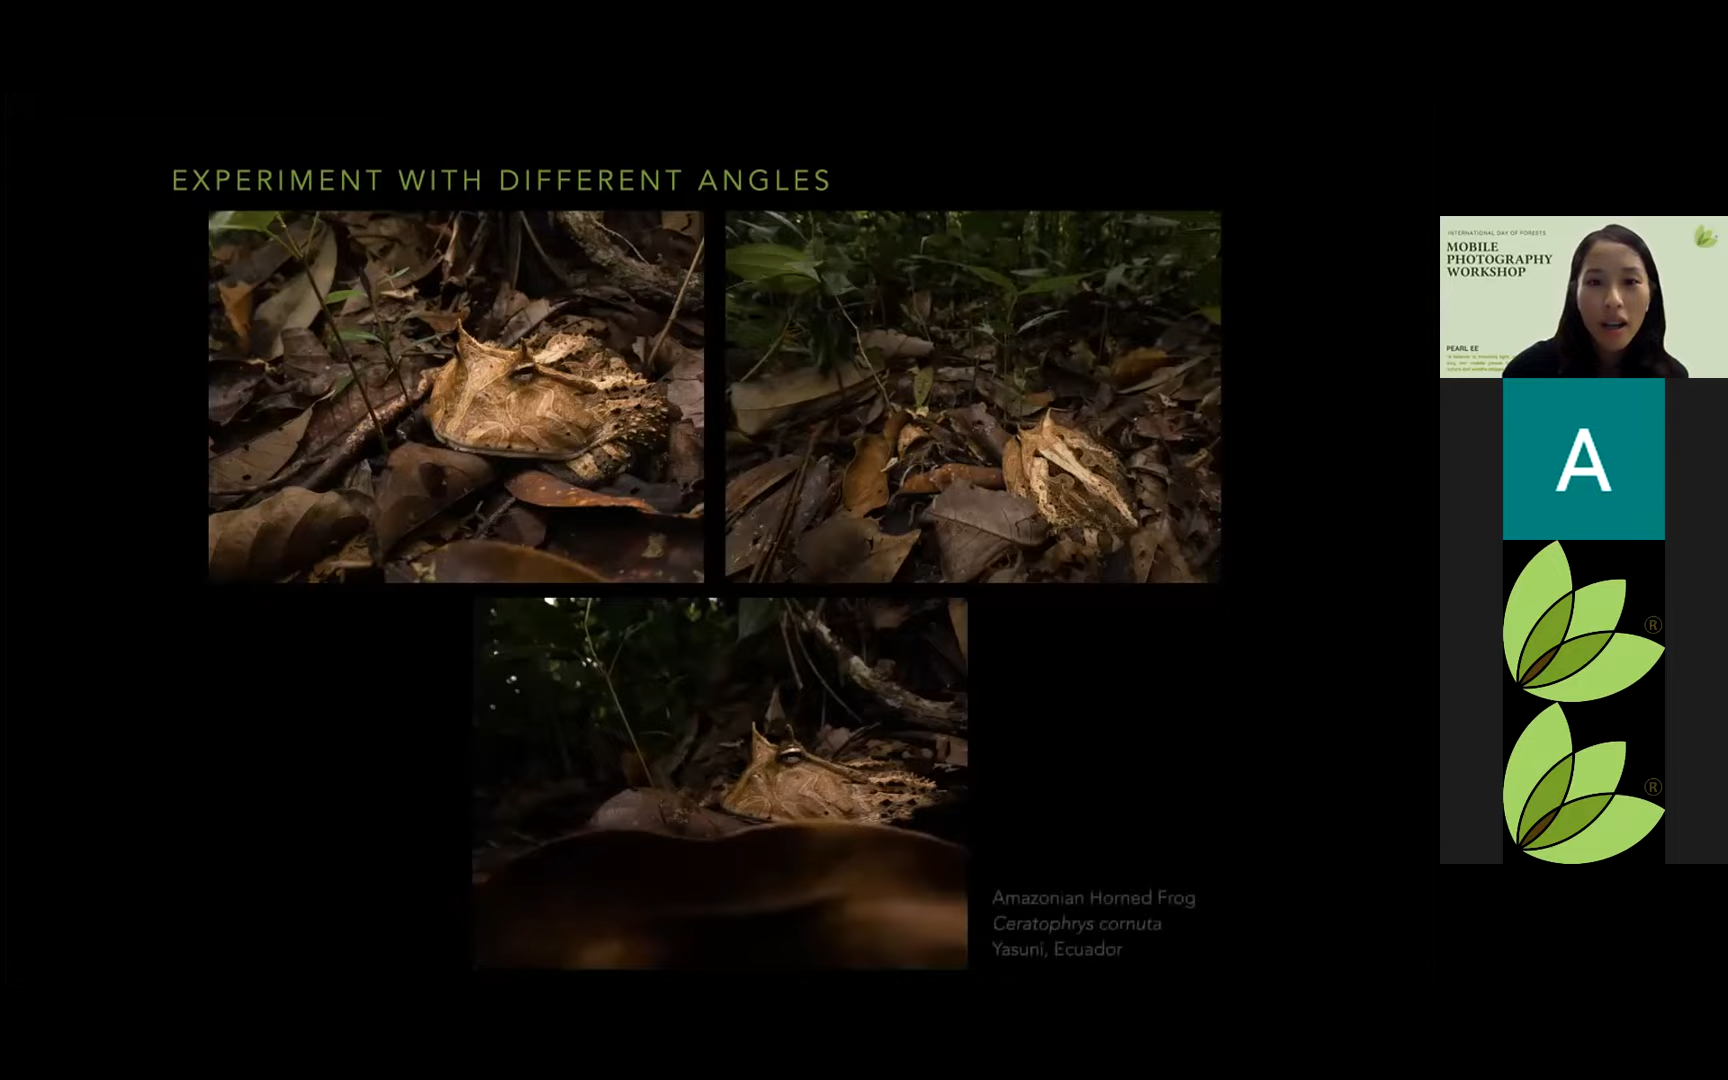 EXPERIMENT WITH DIFFERENT ANGLES
INTERNATIONAL DAY OF FORESTS
MOBILE
PHOTOGRAPHY
WORKSHOP
PEARL EE
A
®
®
Amazonian Horned Frog
Ceratophrys cornuta
Yasuní, Ecuador